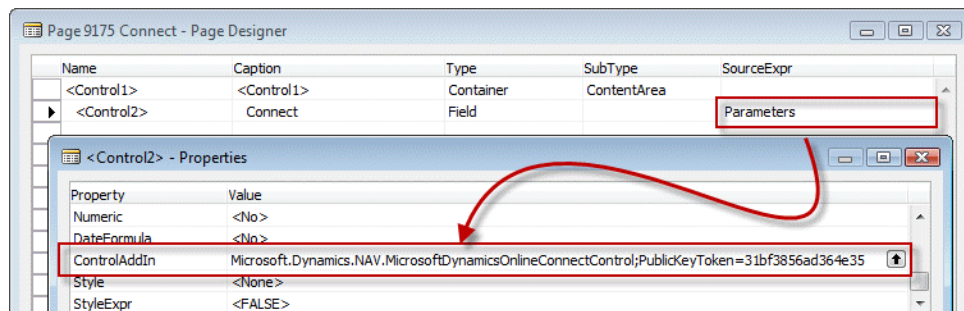 Page 9175 Connect - Page Designer
Name Caption Type SubType SourceExpr
<Control1> <Control1> Container ContentArea
<Control2> Connect Field Parameters
<Control2> - Properties
Property Value
Numeric <No>
DateFormula <No>
ControlAddIn Microsoft.Dynamics.NAV.MicrosoftDynamicsOnlineConnectControl;PublicKeyToken=31bf3856ad364e35
Style <None>
StyleExpr <FALSE>